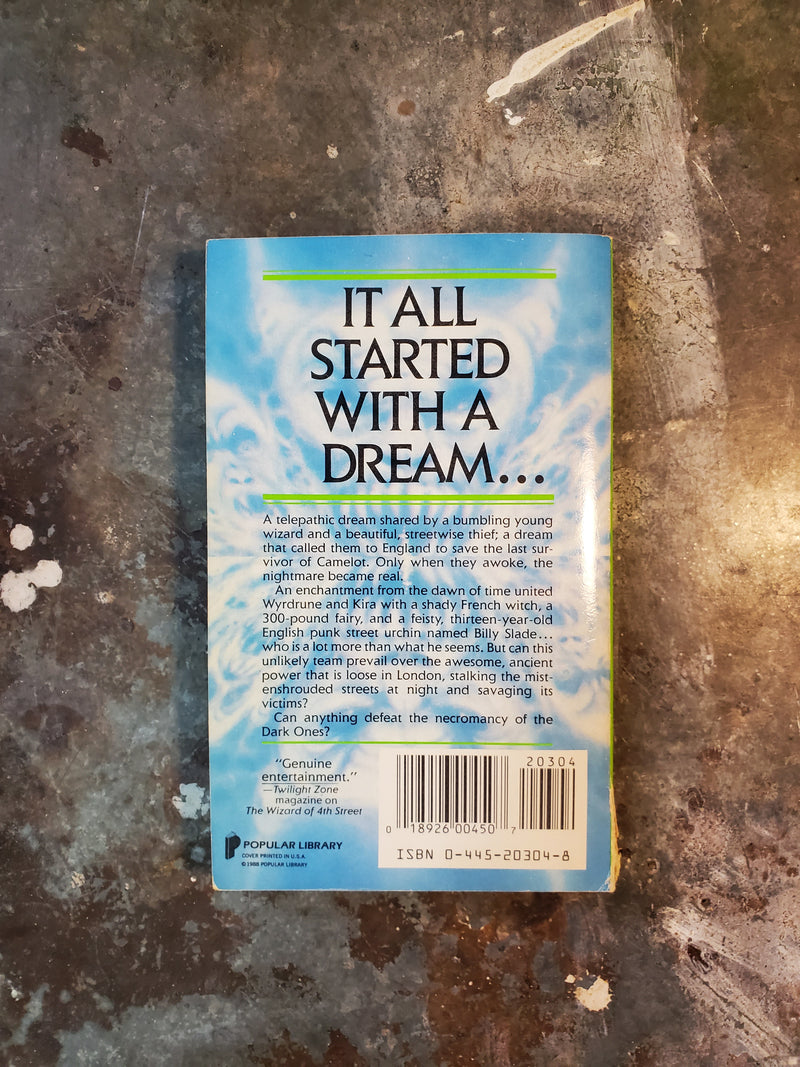 IT ALL
STARTED
WITH A
DREAM...
A telepathic dream shared by a bumbling young
wizard and a beautiful, streetwise thief; a dream
that called them to England to save the last sur-
vivor of Camelot. Only when they awoke, the
nightmare became real.
An enchantment from the dawn of time united
Wyrdrune and Kira with a shady French witch, a
300-pound fairy, and a feisty, thirteen-year-old
English punk street urchin named Billy Slade...
who is a lot more than what he seems. But can this
unlikely team prevail over the awesome, ancient
power that is loose in London, stalking the mist-
enshrouded streets at night and savaging its
victims?
Can anything defeat the necromancy of the
Dark Ones?
"Genuine
entertainment."
—Twilight Zone
magazine on
The Wizard of 4th Street
POPULAR LIBRARY
COVER PRINTED IN U.S.A.
© 1988 POPULAR LIBRARY
20304
0 18926 00450 7
ISBN 0-445-20304-8